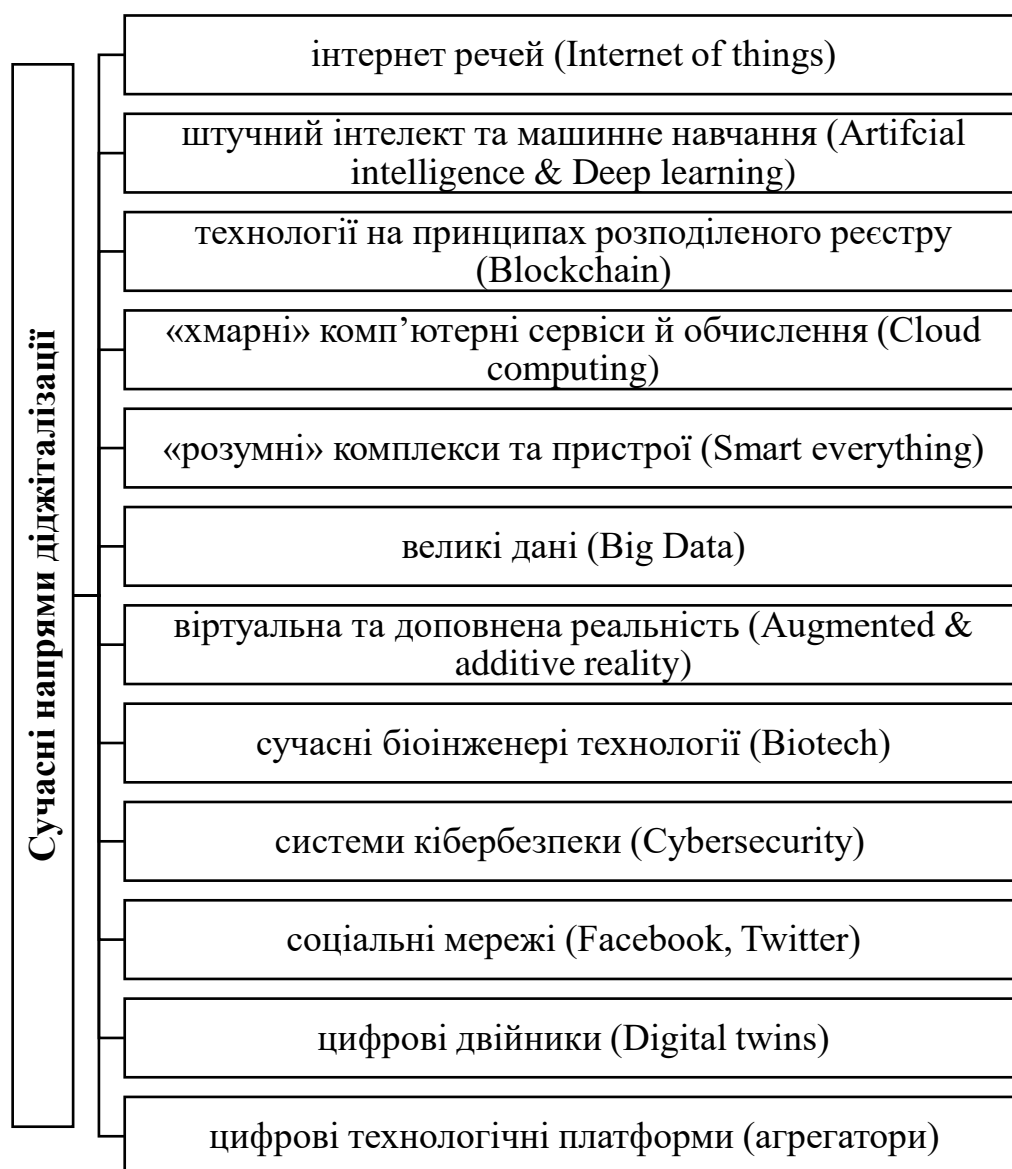 Сучасні напрями діджіталізації
інтернет речей (Internet of things)
штучний інтелект та машинне навчання (Artifcial
intelligence & Deep learning)
технології на принципах розподіленого реєстру
(Blockchain)
«хмарні» комп’ютерні сервіси й обчислення (Cloud
computing)
«розумні» комплекси та пристрої (Smart everything)
великі дані (Big Data)
віртуальна та доповнена реальність (Augmented &
additive reality)
сучасні біоінженері технології (Biotech)
системи кібербезпеки (Cybersecurity)
соціальні мережі (Facebook, Twitter)
цифрові двійники (Digital twins)
цифрові технологічні платформи (агрегатори)